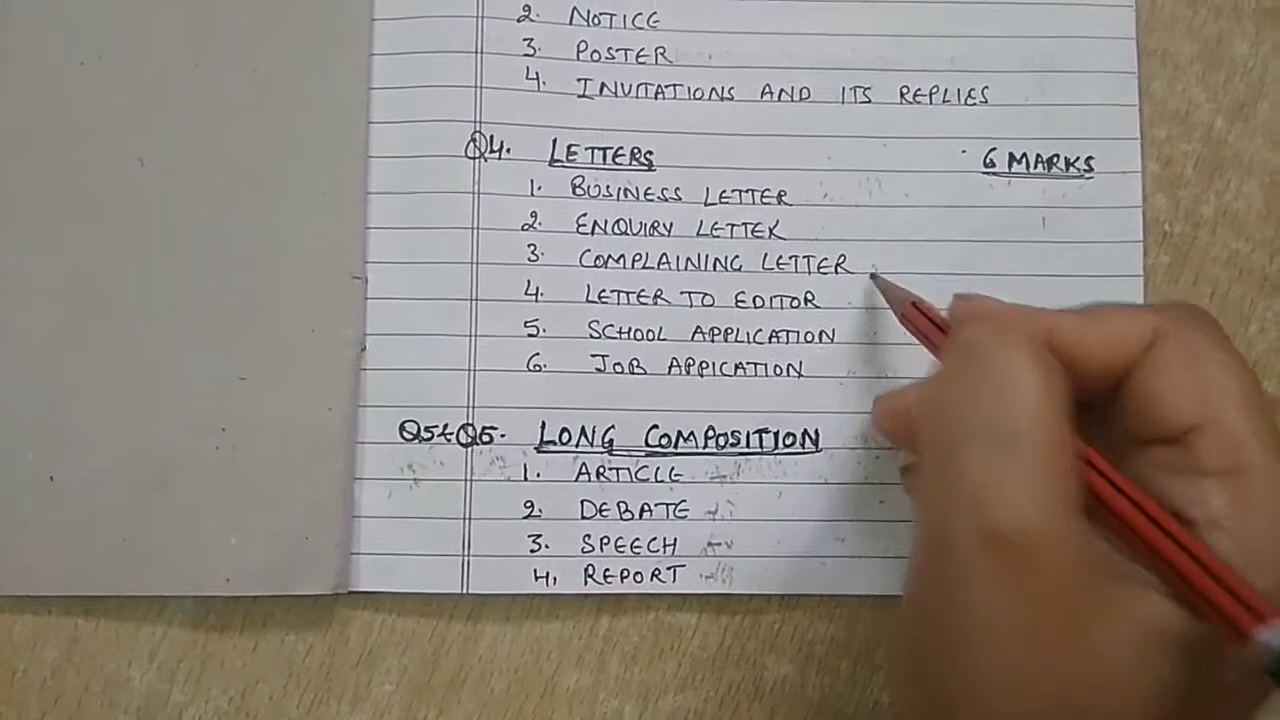 2. NOTICE
3. POSTER
4. INVITATIONS AND ITS REPLIES
Q4. LETTERS 6 MARKS
1. BUSINESS LETTER
2. ENQUIRY LETTER
3. COMPLAINING LETTER
4. LETTER TO EDITOR
5. SCHOOL APPLICATION
6. JOB APPICATION
Q5&Q6. LONG COMPOSITION
1. ARTICLE
2. DEBATE
3. SPEECH
4, REPORT